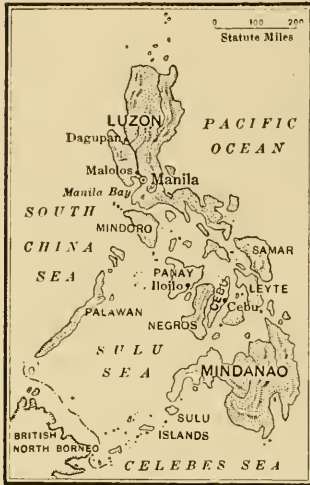 0 100 200
Statute Miles
LUZON
PACIFIC
OCEAN
Dagupan
Malolos
Manila
Manila Bay
SOUTH
CHINA
SEA
MINDORO
SAMAR
PANAY
Iloilo
CEBU
LEYTE
Cebu
PALAWAN
NEGROS
SULU
SEA
MINDANAO
SULU
ISLANDS
BRITISH
NORTH BORNEO
CELEBES SEA